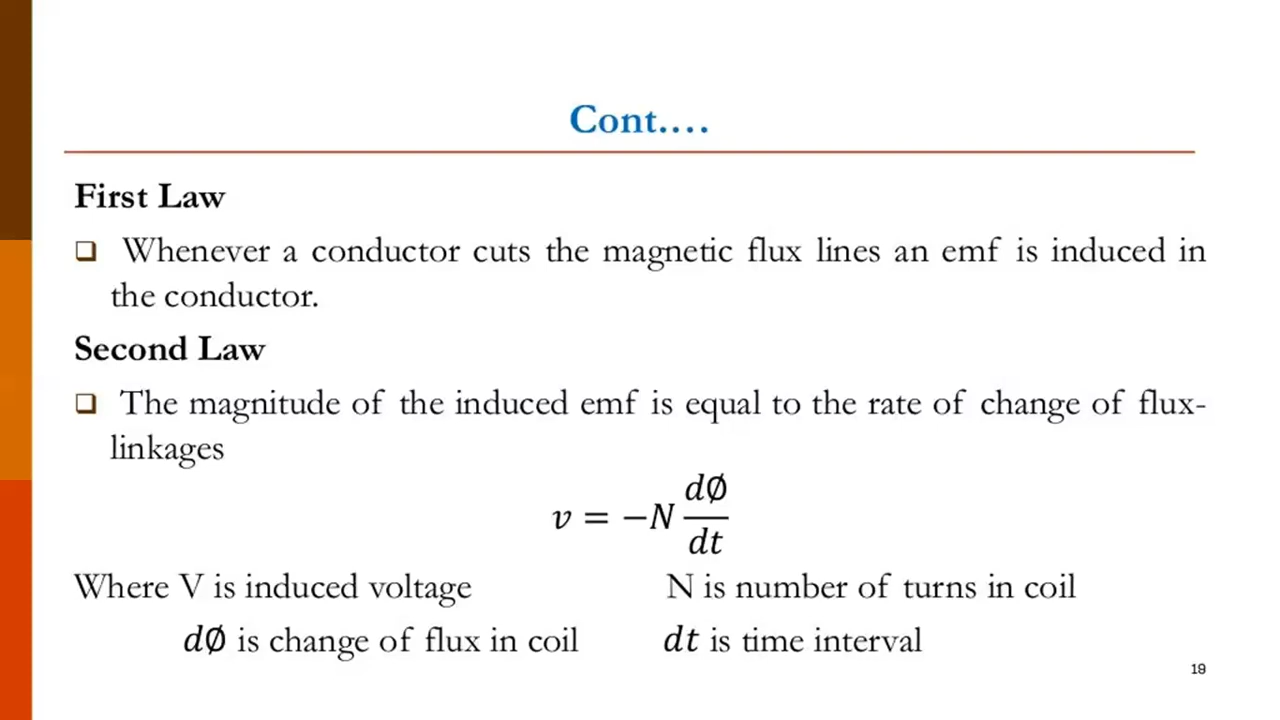 Cont.…
First Law
❑ Whenever a conductor cuts the magnetic flux lines an emf is induced in
the conductor.
Second Law
❑ The magnitude of the induced emf is equal to the rate of change of flux-
linkages
v = −N d∅/dt
Where V is induced voltage N is number of turns in coil
d∅ is change of flux in coil dt is time interval
19